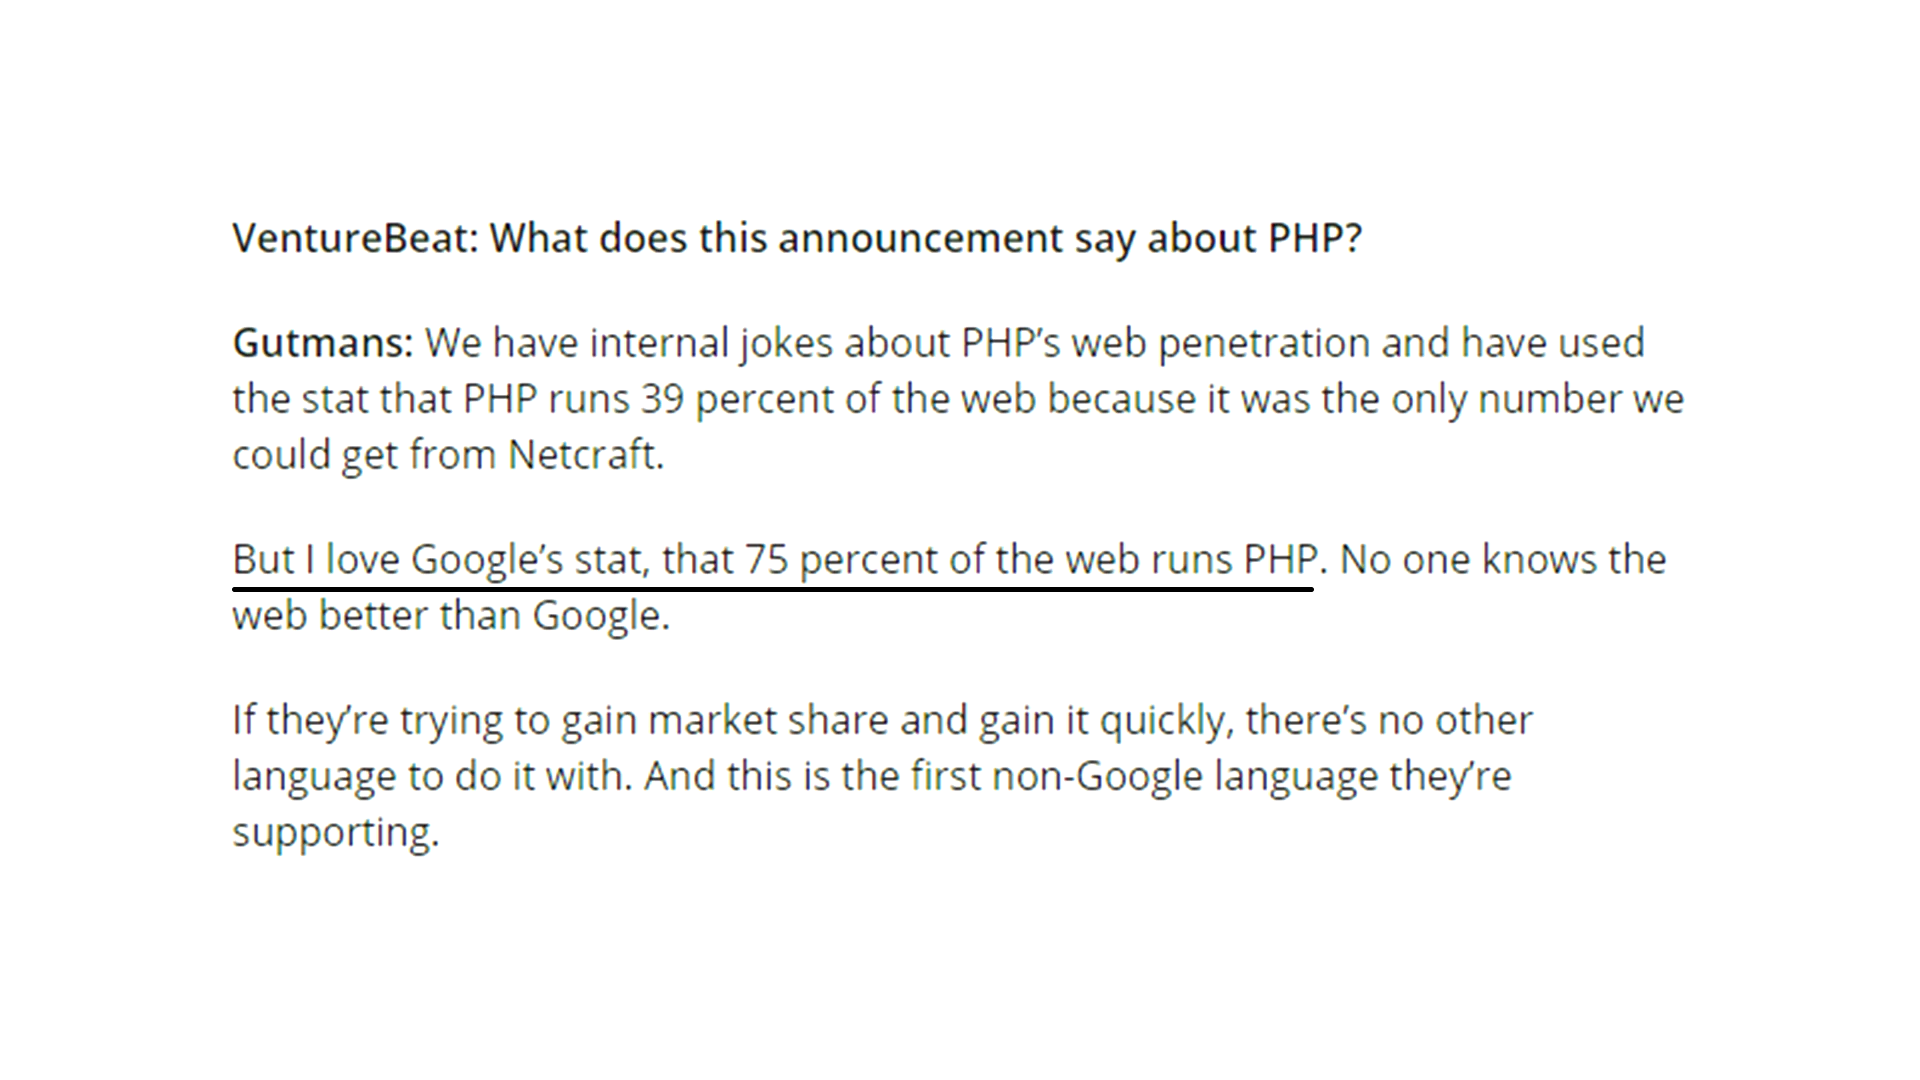 VentureBeat: What does this announcement say about PHP?
Gutmans: We have internal jokes about PHP’s web penetration and have used
the stat that PHP runs 39 percent of the web because it was the only number we
could get from Netcraft.
But I love Google’s stat, that 75 percent of the web runs PHP. No one knows the
web better than Google.
If they’re trying to gain market share and gain it quickly, there’s no other
language to do it with. And this is the first non-Google language they’re
supporting.